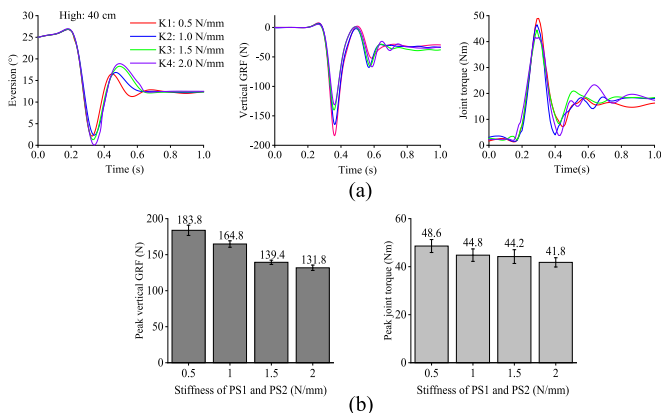 High: 40 cm
K1: 0.5 N/mm
K2: 1.0 N/mm
K3: 1.5 N/mm
K4: 2.0 N/mm
Eversion (°)
30
25
20
15
10
5
0
0.0 0.2 0.4 0.6 0.8 1.0
Time (s)
Vertical GRF (N)
0
-50
-100
-150
-200
0.0 0.2 0.4 0.6 0.8 1.0
Time (s)
Joint torque (Nm)
50
40
30
20
10
0
0.0 0.2 0.4 0.6 0.8 1.0
Time(s)
(a)
Peak vertical GRF (N)
200
150
100
50
0
183.8
164.8
139.4
131.8
0.5 1 1.5 2
Stiffness of PS1 and PS2 (N/mm)
Peak joint torque (Nm)
60
40
20
0
48.6
44.8
44.2
41.8
0.5 1 1.5 2
Stiffness of PS1 and PS2 (N/mm)
(b)